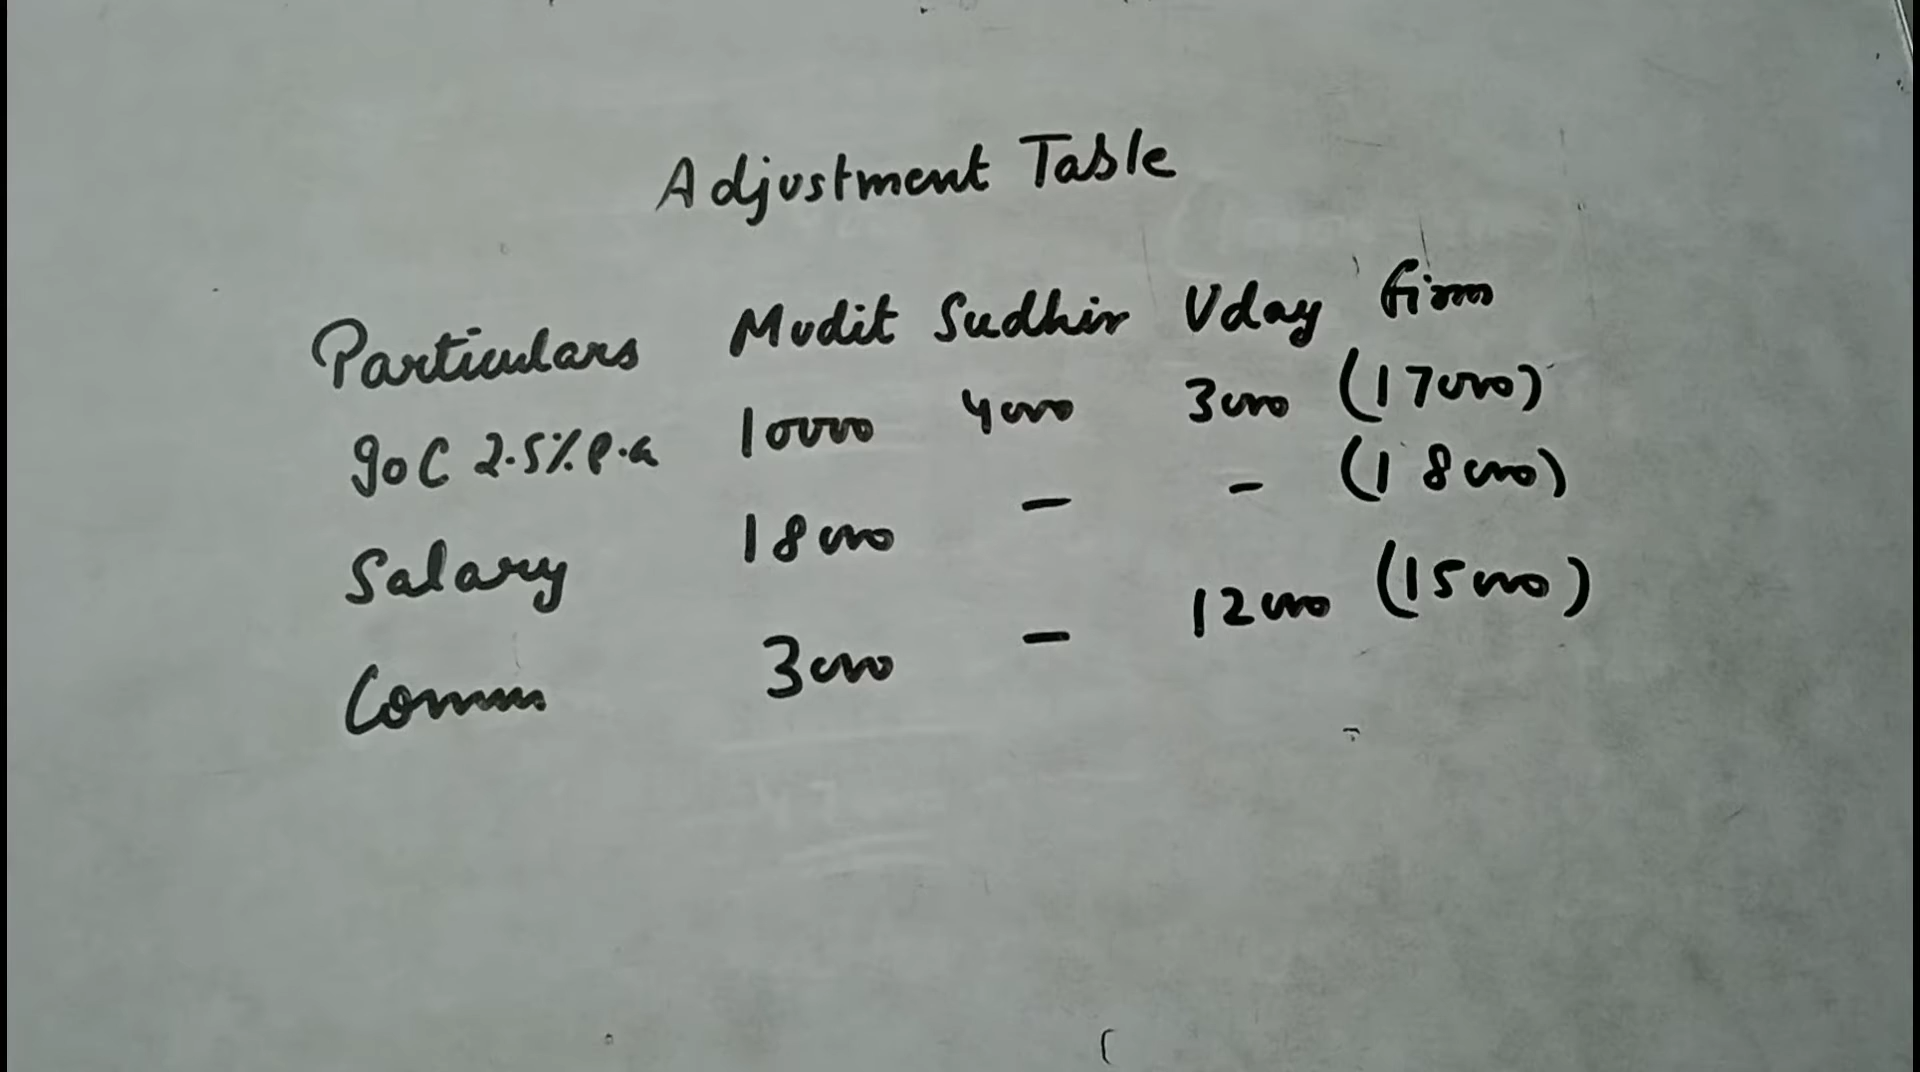 Adjustment Table
Particulars Mudit Sudhir Uday firm
IoC 2.5% P.a 10000 4000 3000 (17000)
Salary 18000 - - (18000)
Comm 3000 - 12000 (15000)